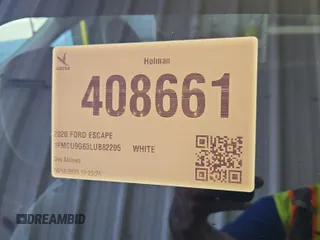 Holman
408661
2020 FORD ESCAPE
1FMCU9G63LUB82295 WHITE
DREAMBID